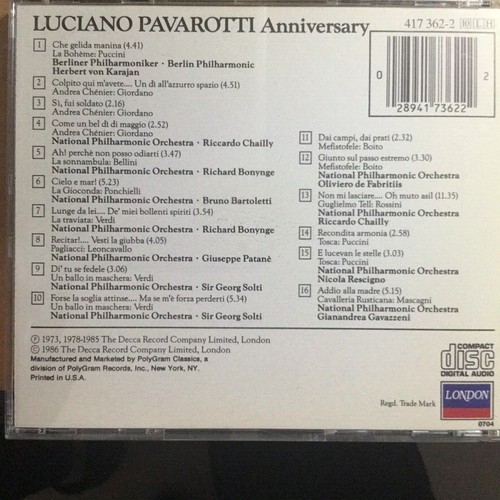 LUCIANO PAVAROTTI Anniversary
417 362-2 10 L H
0 2
28941 73622
1 Che gelida manina (4.41)
La Bohème: Puccini
Berliner Philharmoniker · Berlin Philharmonic
Herbert von Karajan
2 Colpito qui m'avete.... Un dì all'azzurro spazio (4.51)
Andrea Chénier: Giordano
3 Sì, fui soldato (2.16)
Andrea Chénier: Giordano
4 Come un bel dì di maggio (2.52)
Andrea Chénier: Giordano
National Philharmonic Orchestra · Riccardo Chailly
5 Ah! perchè non posso odiarti (3.47)
La sonnambula: Bellini
National Philharmonic Orchestra · Richard Bonynge
6 Cielo e mar! (5.23)
La Gioconda: Ponchielli
National Philharmonic Orchestra · Bruno Bartoletti
7 Lunge da lei.... De' miei bollenti spiriti (3.54)
La traviata: Verdi
National Philharmonic Orchestra · Richard Bonynge
8 Recitar!.... Vesti la giubba (4.05)
Pagliacci: Leoncavallo
National Philharmonic Orchestra · Giuseppe Patanè
9 Di' tu se fedele (3.06)
Un ballo in maschera: Verdi
National Philharmonic Orchestra · Sir Georg Solti
10 Forse la soglia attinse.... Ma se m'è forza perderti (5.34)
Un ballo in maschera: Verdi
National Philharmonic Orchestra · Sir Georg Solti
11 Dai campi, dai prati (2.32)
Mefistofele: Boito
12 Giunto sul passo estremo (3.30)
Mefistofele: Boito
National Philharmonic Orchestra
Oliviero de Fabritiis
13 Non mi lasciare.... Oh muto asil (11.35)
Guglielmo Tell: Rossini
National Philharmonic Orchestra
Riccardo Chailly
14 Recondita armonia (2.58)
Tosca: Puccini
15 E lucevan le stelle (3.03)
Tosca: Puccini
National Philharmonic Orchestra
Nicola Rescigno
16 Addio alla madre (5.15)
Cavalleria Rusticana: Mascagni
National Philharmonic Orchestra
Gianandrea Gavazzeni
℗ 1973, 1978-1985 The Decca Record Company Limited, London
© 1986 The Decca Record Company Limited, London
Manufactured and Marketed by PolyGram Classics, a
division of PolyGram Records, Inc., New York, NY.
Printed in U.S.A.
COMPACT
disc
DIGITAL AUDIO
Regd. Trade Mark
LONDON
0704